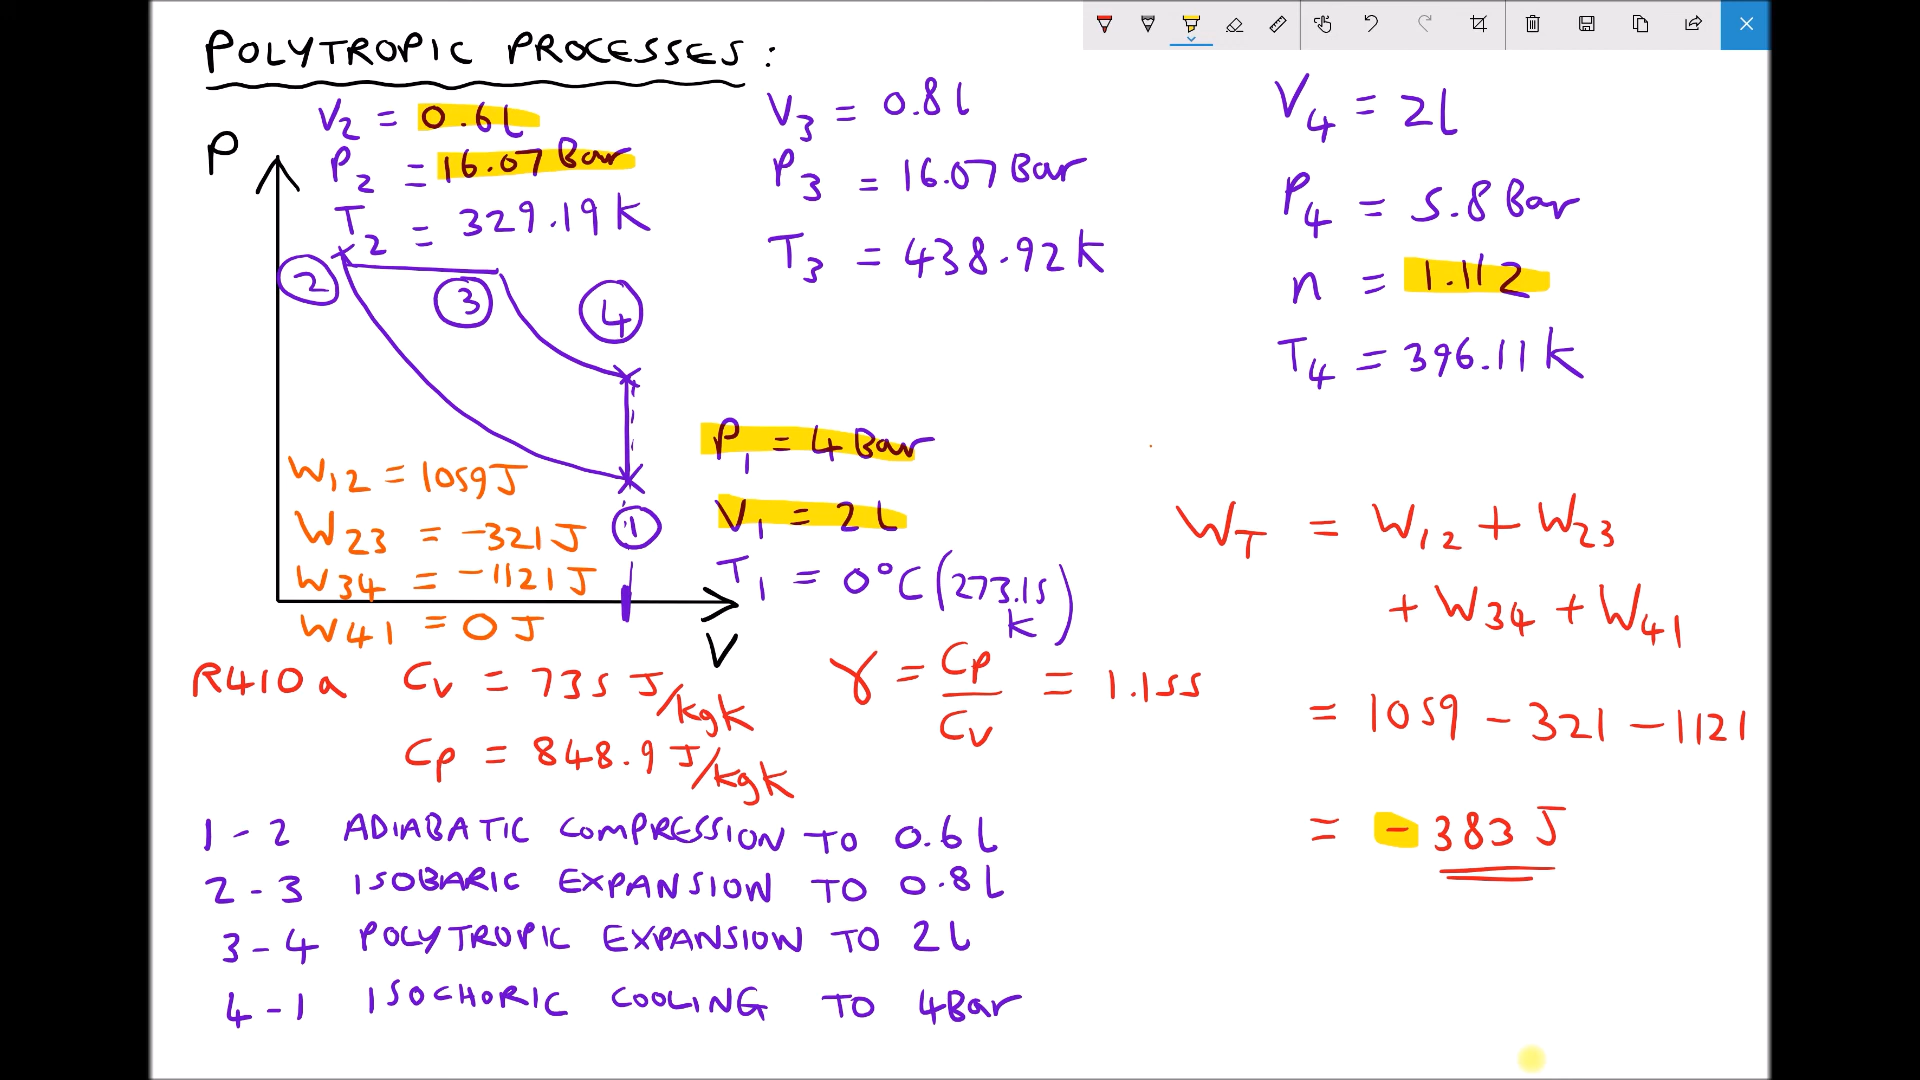 POLYTROPIC PROCESSES:
P
V2 = 0.6L
P2 = 16.07 Bar
T2 = 329.19 K
V3 = 0.8L
P3 = 16.07 Bar
T3 = 438.92 K
V4 = 2L
P4 = 5.8 Bar
n = 1.112
T4 = 396.11 K
2
3
4
1
P1 = 4 Bar
V1 = 2L
T1 = 0°C (273.15 K)
V
W12 = 1059 J
W23 = -321 J
W34 = -1121 J
W41 = 0 J
R410a Cv = 735 J/kgK
Cp = 848.9 J/kgK
γ = Cp/Cv = 1.155
1 - 2 ADIABATIC COMPRESSION TO 0.6L
2 - 3 ISOBARIC EXPANSION TO 0.8L
3 - 4 POLYTROPIC EXPANSION TO 2L
4 - 1 ISOCHORIC COOLING TO 4Bar
WT = W12 + W23
+ W34 + W41
= 1059 - 321 - 1121
= - 383 J